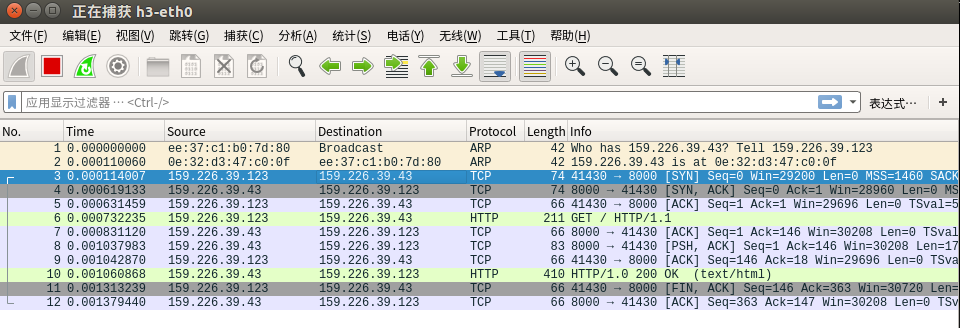 正在捕获 h3-eth0
文件(F) 编辑(E) 视图(V) 跳转(G) 捕获(C) 分析(A) 统计(S) 电话(Y) 无线(W) 工具(T) 帮助(H)
应用显示过滤器 … <Ctrl-/> 表达式… +
No. Time Source Destination Protocol Length Info
1 0.000000000 ee:37:c1:b0:7d:80 Broadcast ARP 42 Who has 159.226.39.43? Tell 159.226.39.123
2 0.000110060 0e:32:d3:47:c0:0f ee:37:c1:b0:7d:80 ARP 42 159.226.39.43 is at 0e:32:d3:47:c0:0f
3 0.000114007 159.226.39.123 159.226.39.43 TCP 74 41430 → 8000 [SYN] Seq=0 Win=29200 Len=0 MSS=1460 SACK
4 0.000619133 159.226.39.43 159.226.39.123 TCP 74 8000 → 41430 [SYN, ACK] Seq=0 Ack=1 Win=28960 Len=0 MS
5 0.000631459 159.226.39.123 159.226.39.43 TCP 66 41430 → 8000 [ACK] Seq=1 Ack=1 Win=29696 Len=0 TSval=5
6 0.000732235 159.226.39.123 159.226.39.43 HTTP 211 GET / HTTP/1.1
7 0.000831120 159.226.39.43 159.226.39.123 TCP 66 8000 → 41430 [ACK] Seq=1 Ack=146 Win=30208 Len=0 TSval
8 0.001037983 159.226.39.43 159.226.39.123 TCP 83 8000 → 41430 [PSH, ACK] Seq=1 Ack=146 Win=30208 Len=17
9 0.001042870 159.226.39.123 159.226.39.43 TCP 66 41430 → 8000 [ACK] Seq=146 Ack=18 Win=29696 Len=0 TSva
10 0.001060868 159.226.39.43 159.226.39.123 HTTP 410 HTTP/1.0 200 OK (text/html)
11 0.001313239 159.226.39.123 159.226.39.43 TCP 66 41430 → 8000 [FIN, ACK] Seq=146 Ack=363 Win=30720 Len=
12 0.001379440 159.226.39.43 159.226.39.123 TCP 66 8000 → 41430 [ACK] Seq=363 Ack=147 Win=30208 Len=0 TSv